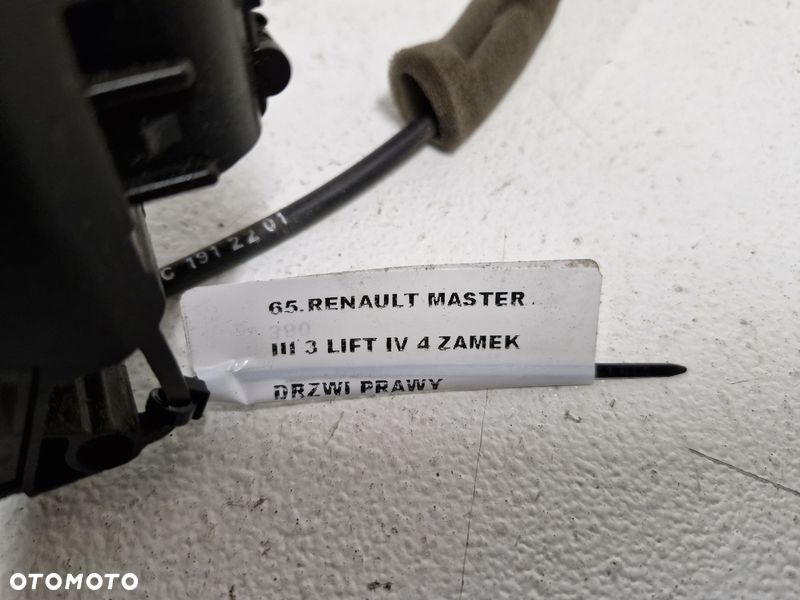 C 191 22 01
65.RENAULT MASTER
III 3 LIFT IV 4 ZAMEK
DRZWI PRAWY
OTOMOTO